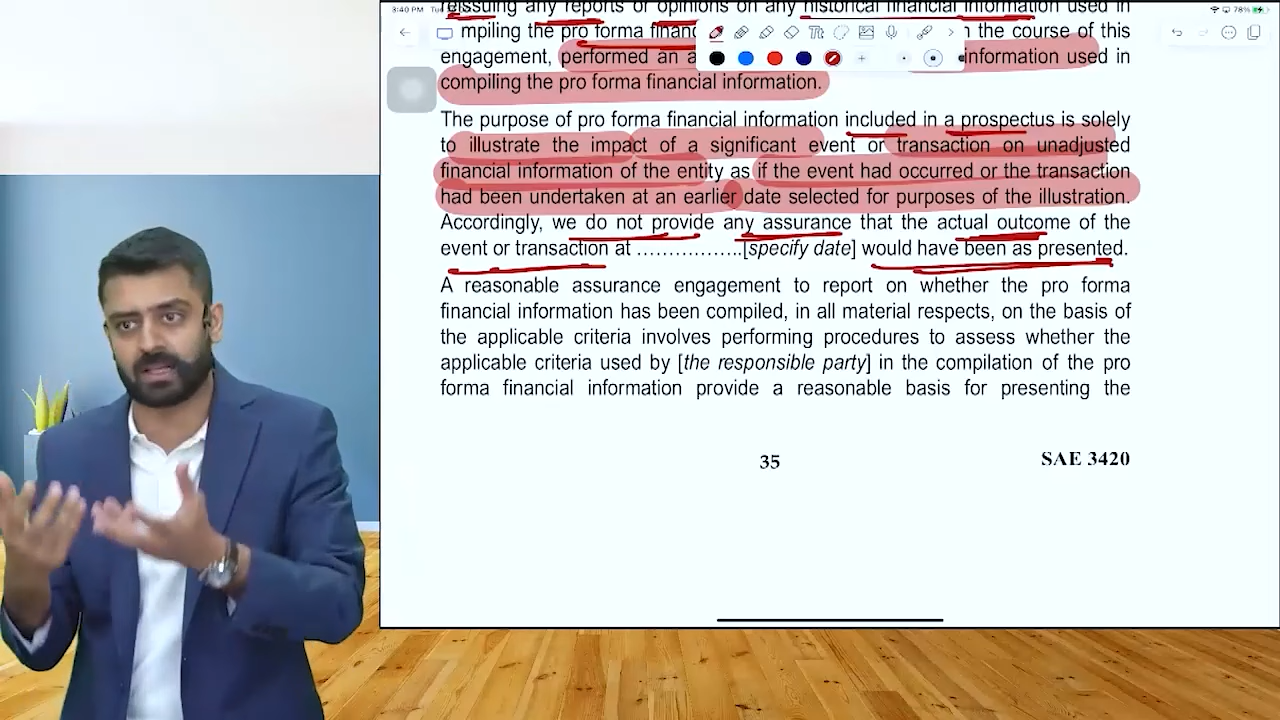 3:40 PM Tue
78%
reissuing any reports or opinions on any historical financial information used in
mpiling the pro forma financ n the course of this
engagement, performed an a information used in
compiling the pro forma financial information.
The purpose of pro forma financial information included in a prospectus is solely
to illustrate the impact of a significant event or transaction on unadjusted
financial information of the entity as if the event had occurred or the transaction
had been undertaken at an earlier date selected for purposes of the illustration.
Accordingly, we do not provide any assurance that the actual outcome of the
event or transaction at ……………..[specify date] would have been as presented.
A reasonable assurance engagement to report on whether the pro forma
financial information has been compiled, in all material respects, on the basis of
the applicable criteria involves performing procedures to assess whether the
applicable criteria used by [the responsible party] in the compilation of the pro
forma financial information provide a reasonable basis for presenting the
35 SAE 3420